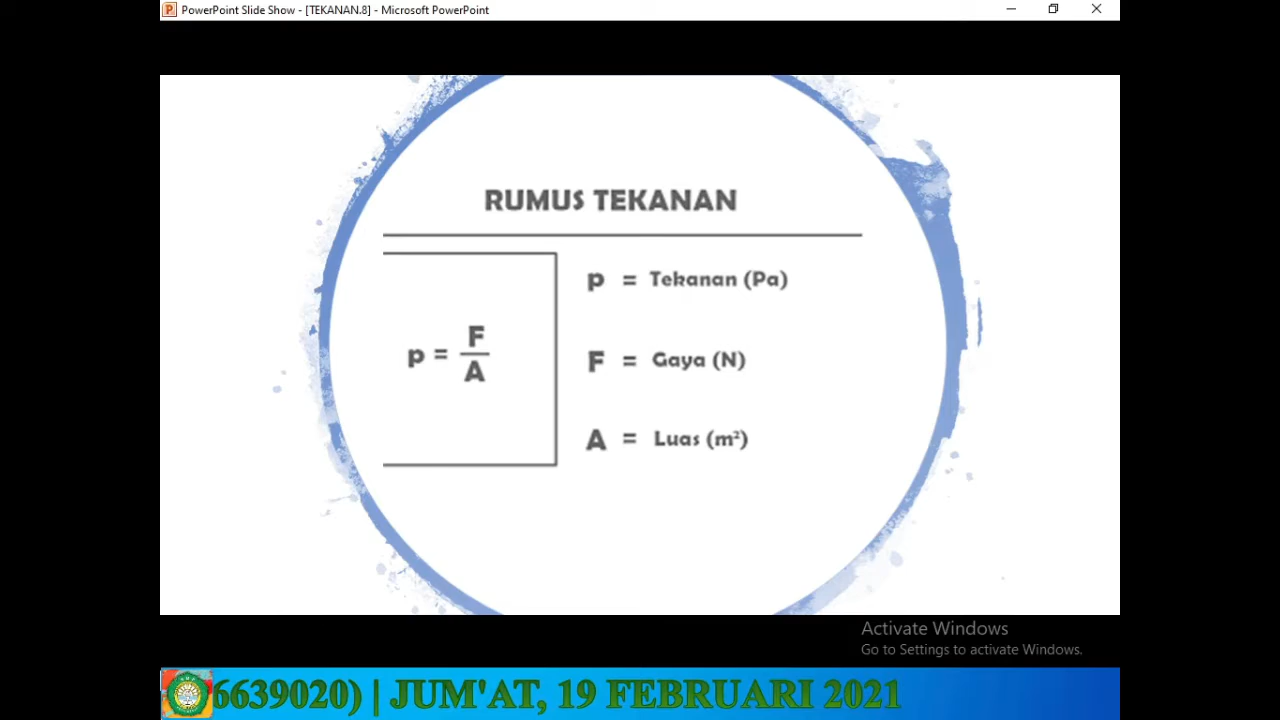 PowerPoint Slide Show - [TEKANAN.8] - Microsoft PowerPoint
RUMUS TEKANAN
p = F/A
p = Tekanan (Pa)
F = Gaya (N)
A = Luas (m²)
Activate Windows
Go to Settings to activate Windows.
6639020) | JUM'AT, 19 FEBRUARI 2021